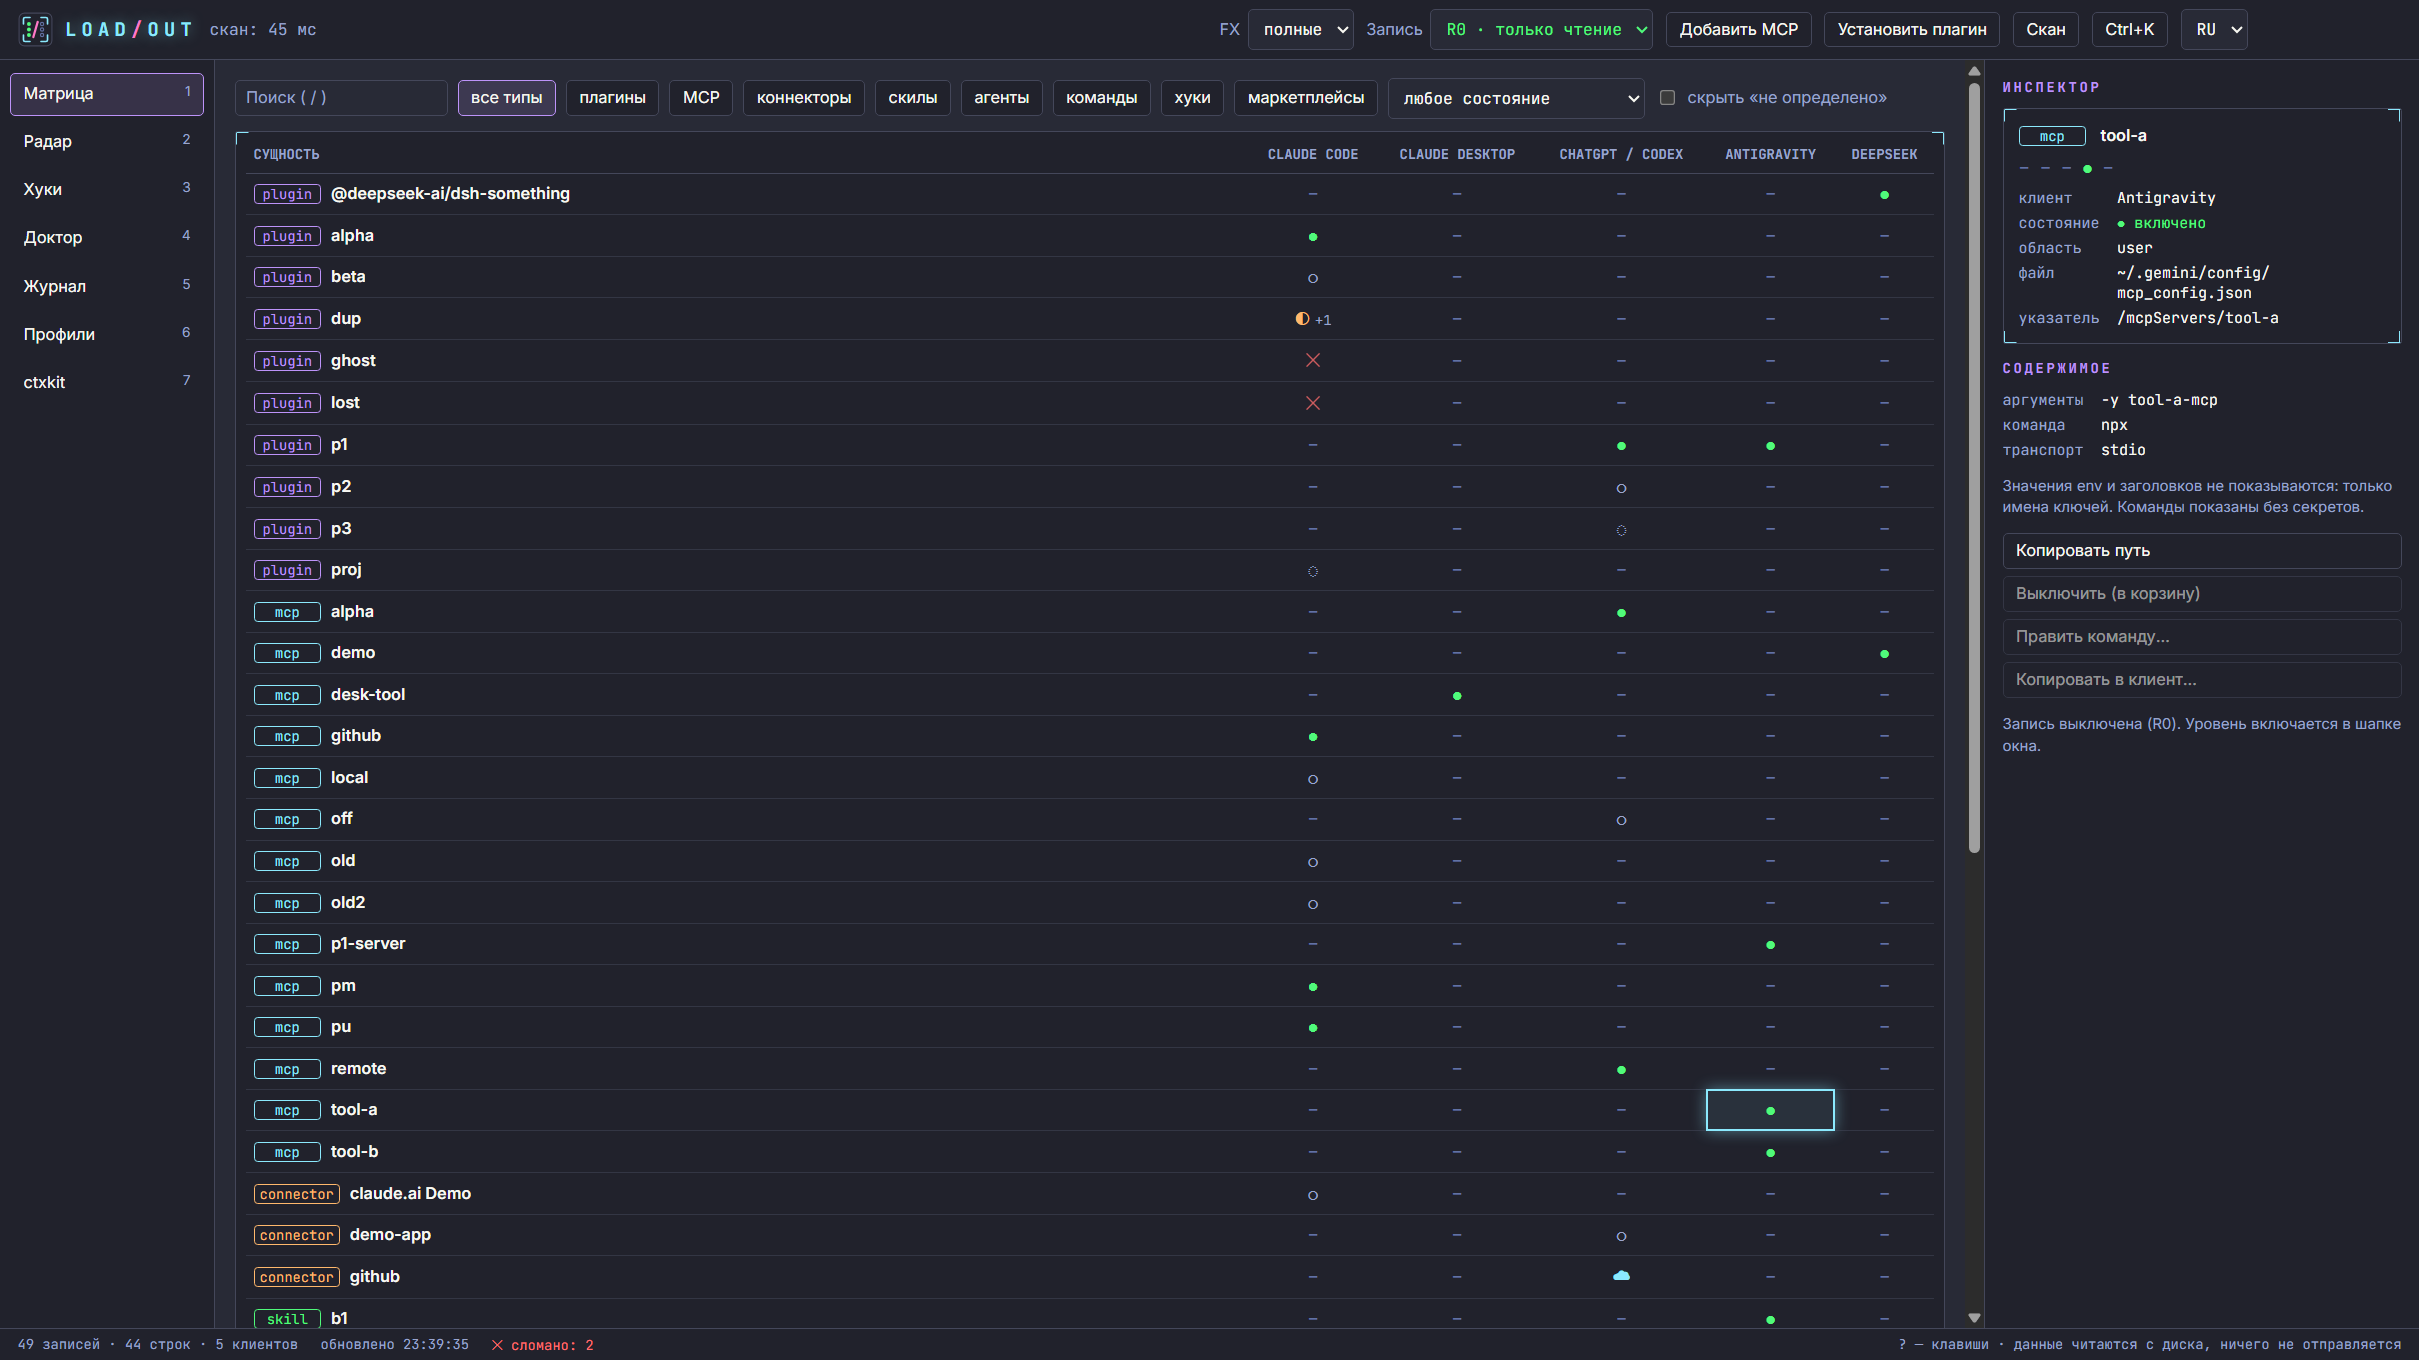 LOAD/OUT скан: 45 мс FX полные Запись R0 · только чтение Добавить MCP Установить плагин Скан Ctrl+K RU
Матрица 1
Радар 2
Хуки 3
Доктор 4
Журнал 5
Профили 6
ctxkit 7
Поиск ( / ) все типы плагины MCP коннекторы скилы агенты команды хуки маркетплейсы любое состояние скрыть «не определено»
СУЩНОСТЬ CLAUDE CODE CLAUDE DESKTOP CHATGPT / CODEX ANTIGRAVITY DEEPSEEK
plugin @deepseek-ai/dsh-something – – – – ●
plugin alpha ● – – – –
plugin beta ○ – – – –
plugin dup ◐ +1 – – – –
plugin ghost ✕ – – – –
plugin lost ✕ – – – –
plugin p1 – – ● ● –
plugin p2 – – ○ – –
plugin p3 – – ◌ – –
plugin proj ◌ – – – –
mcp alpha – – ● – –
mcp demo – – – – ●
mcp desk-tool – ● – – –
mcp github ● – – – –
mcp local ○ – – – –
mcp off – – ○ – –
mcp old ○ – – – –
mcp old2 ○ – – – –
mcp p1-server – – – ● –
mcp pm ● – – – –
mcp pu ● – – – –
mcp remote – – ● – –
mcp tool-a – – – ● –
mcp tool-b – – – ● –
connector claude.ai Demo ○ – – – –
connector demo-app – – ○ – –
connector github – – ☁ – –
skill b1 – – – ● –
ИНСПЕКТОР
mcp tool-a
– – – ● –
клиент Antigravity
состояние ● включено
область user
файл ~/.gemini/config/
mcp_config.json
указатель /mcpServers/tool-a
СОДЕРЖИМОЕ
аргументы -y tool-a-mcp
команда npx
транспорт stdio
Значения env и заголовков не показываются: только
имена ключей. Команды показаны без секретов.
Копировать путь
Выключить (в корзину)
Править команду...
Копировать в клиент...
Запись выключена (R0). Уровень включается в шапке
окна.
49 записей · 44 строк · 5 клиентов обновлено 23:39:35 ✕ сломано: 2 ? — клавиши · данные читаются с диска, ничего не отправляется